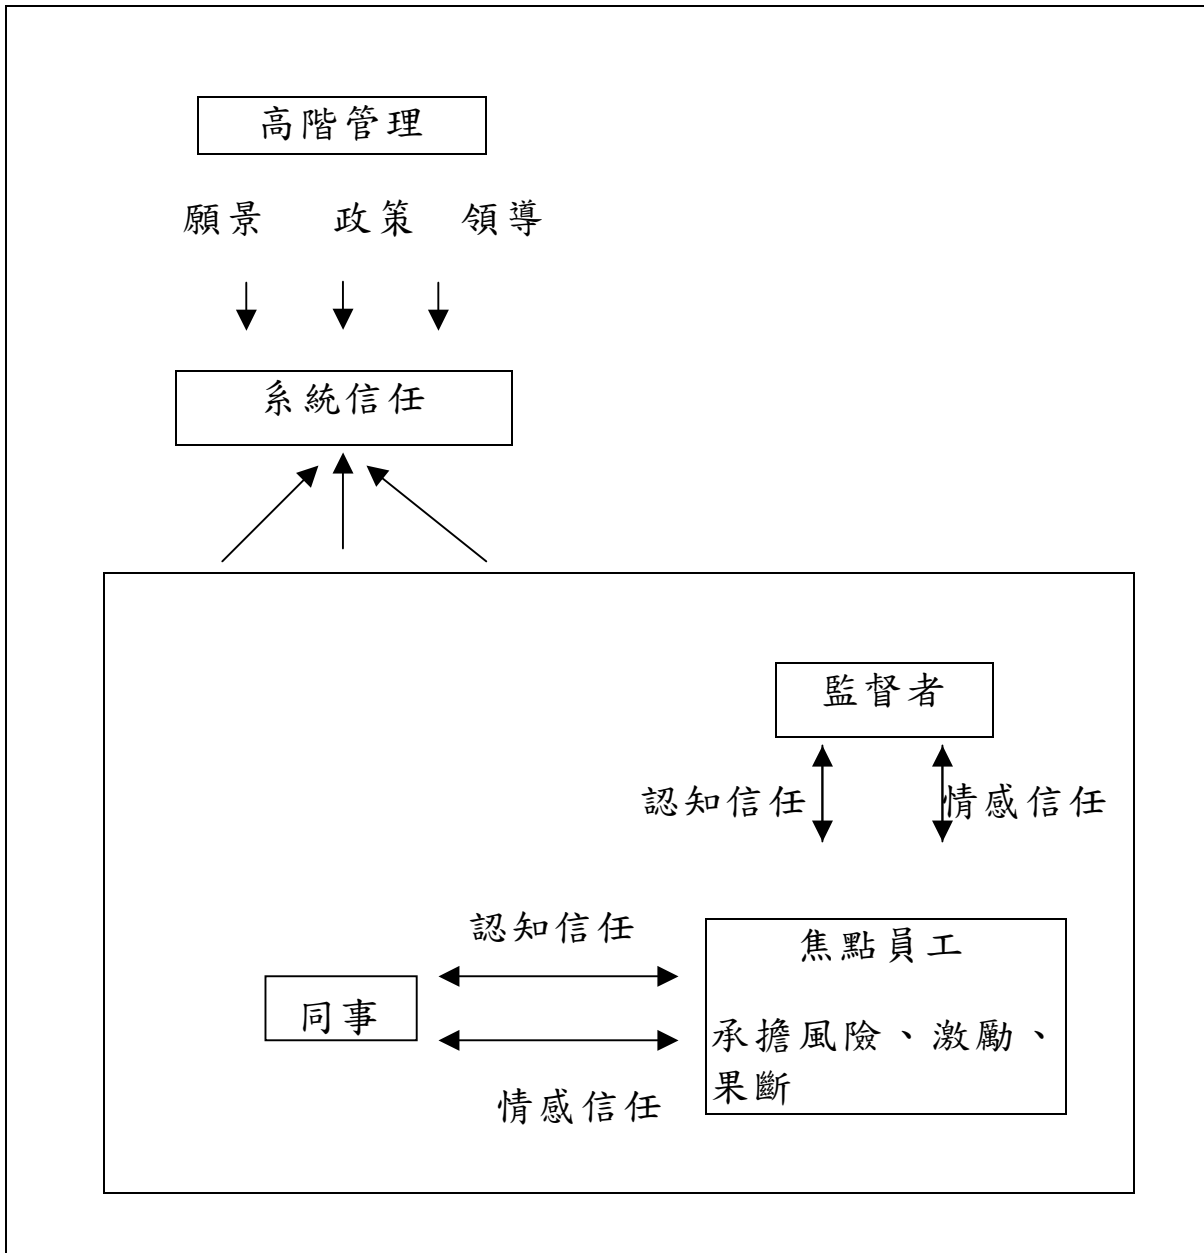 高階管理
願景 政策 領導
系統信任
監督者
認知信任 情感信任
認知信任
焦點員工
同事
承擔風險、激勵、
果斷
情感信任